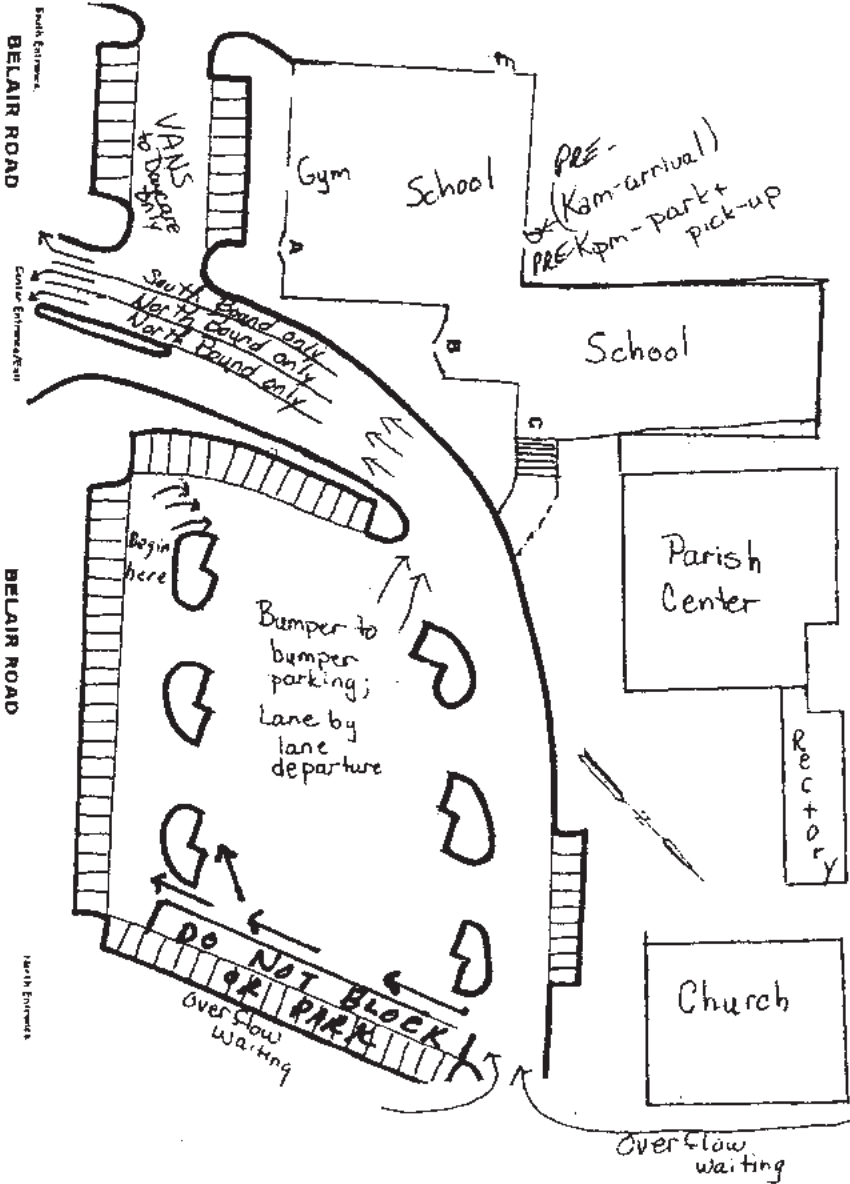 South Entrance
BELAIR ROAD
VANS
to Daycare
only
Gym
School
E
PRE-
(Kam-arrival)
PRE-Kpm-park+
pick-up
A
South Bound only
North Bound only
North Bound only
Center Entrance/Exit
B
School
C
Begin
here
Parish
Center
BELAIR ROAD
Bumper to
bumper
parking;
Lane by
lane
departure
Rectory
DO NOT BLOCK
OR PARK
Overflow
Waiting
Church
North Entrance
Overflow
Waiting